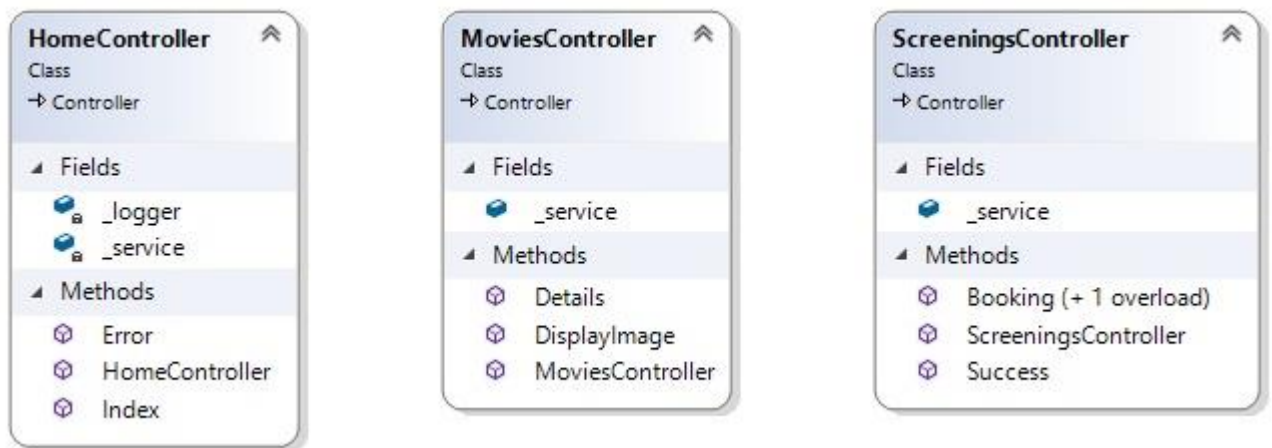 HomeController
Class
Controller
Fields
_logger
_service
Methods
Error
HomeController
Index
MoviesController
Class
Controller
Fields
_service
Methods
Details
DisplayImage
MoviesController
ScreeningsController
Class
Controller
Fields
_service
Methods
Booking (+ 1 overload)
ScreeningsController
Success